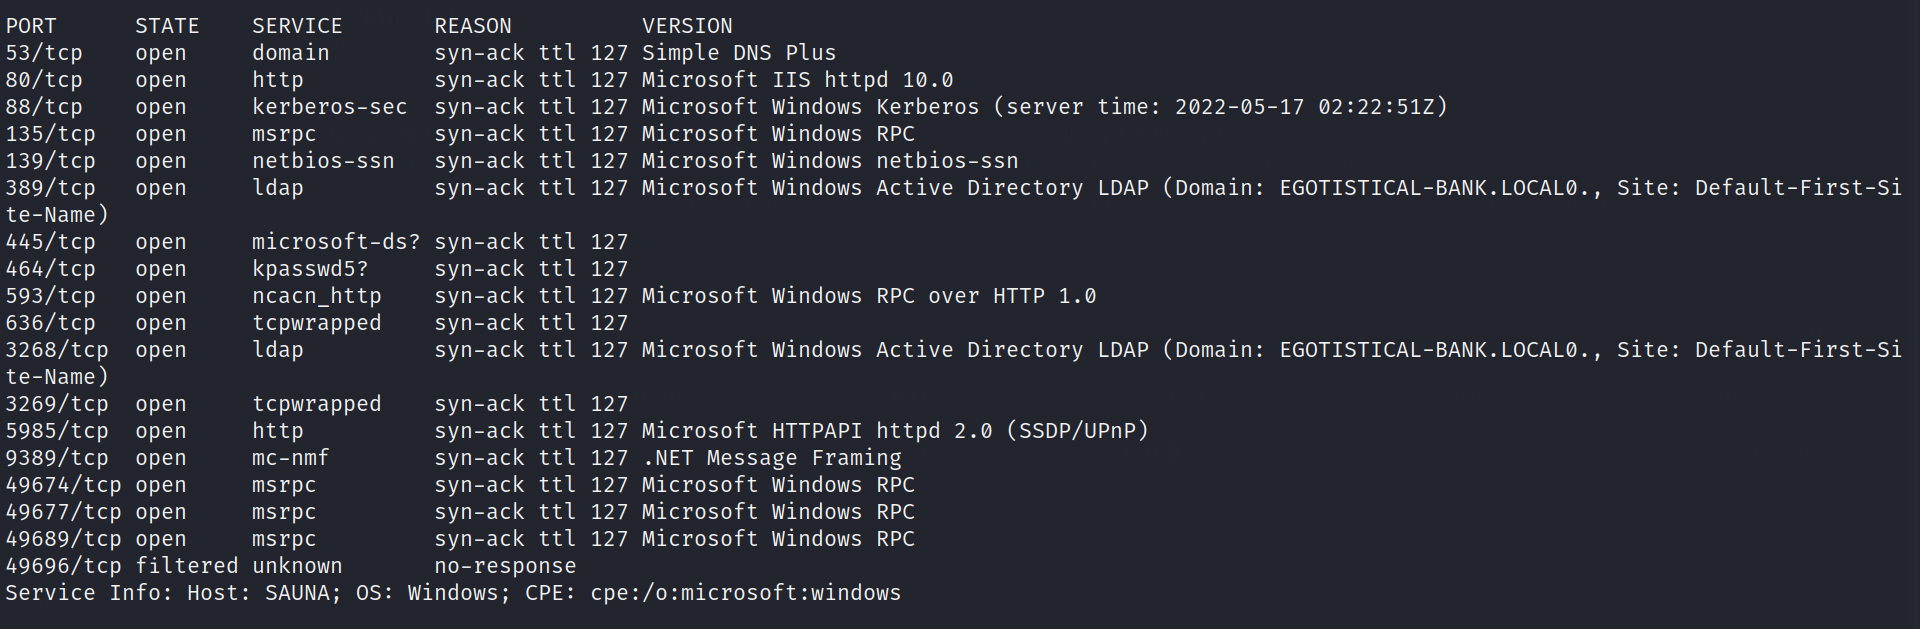 PORT      STATE    SERVICE       REASON          VERSION
53/tcp    open     domain        syn-ack ttl 127 Simple DNS Plus
80/tcp    open     http          syn-ack ttl 127 Microsoft IIS httpd 10.0
88/tcp    open     kerberos-sec  syn-ack ttl 127 Microsoft Windows Kerberos (server time: 2022-05-17 02:22:51Z)
135/tcp   open     msrpc         syn-ack ttl 127 Microsoft Windows RPC
139/tcp   open     netbios-ssn   syn-ack ttl 127 Microsoft Windows netbios-ssn
389/tcp   open     ldap          syn-ack ttl 127 Microsoft Windows Active Directory LDAP (Domain: EGOTISTICAL-BANK.LOCAL0., Site: Default-First-Si
te-Name)
445/tcp   open     microsoft-ds? syn-ack ttl 127
464/tcp   open     kpasswd5?     syn-ack ttl 127
593/tcp   open     ncacn_http    syn-ack ttl 127 Microsoft Windows RPC over HTTP 1.0
636/tcp   open     tcpwrapped    syn-ack ttl 127
3268/tcp  open     ldap          syn-ack ttl 127 Microsoft Windows Active Directory LDAP (Domain: EGOTISTICAL-BANK.LOCAL0., Site: Default-First-Si
te-Name)
3269/tcp  open     tcpwrapped    syn-ack ttl 127
5985/tcp  open     http          syn-ack ttl 127 Microsoft HTTPAPI httpd 2.0 (SSDP/UPnP)
9389/tcp  open     mc-nmf        syn-ack ttl 127 .NET Message Framing
49674/tcp open     msrpc         syn-ack ttl 127 Microsoft Windows RPC
49677/tcp open     msrpc         syn-ack ttl 127 Microsoft Windows RPC
49689/tcp open     msrpc         syn-ack ttl 127 Microsoft Windows RPC
49696/tcp filtered unknown       no-response
Service Info: Host: SAUNA; OS: Windows; CPE: cpe:/o:microsoft:windows